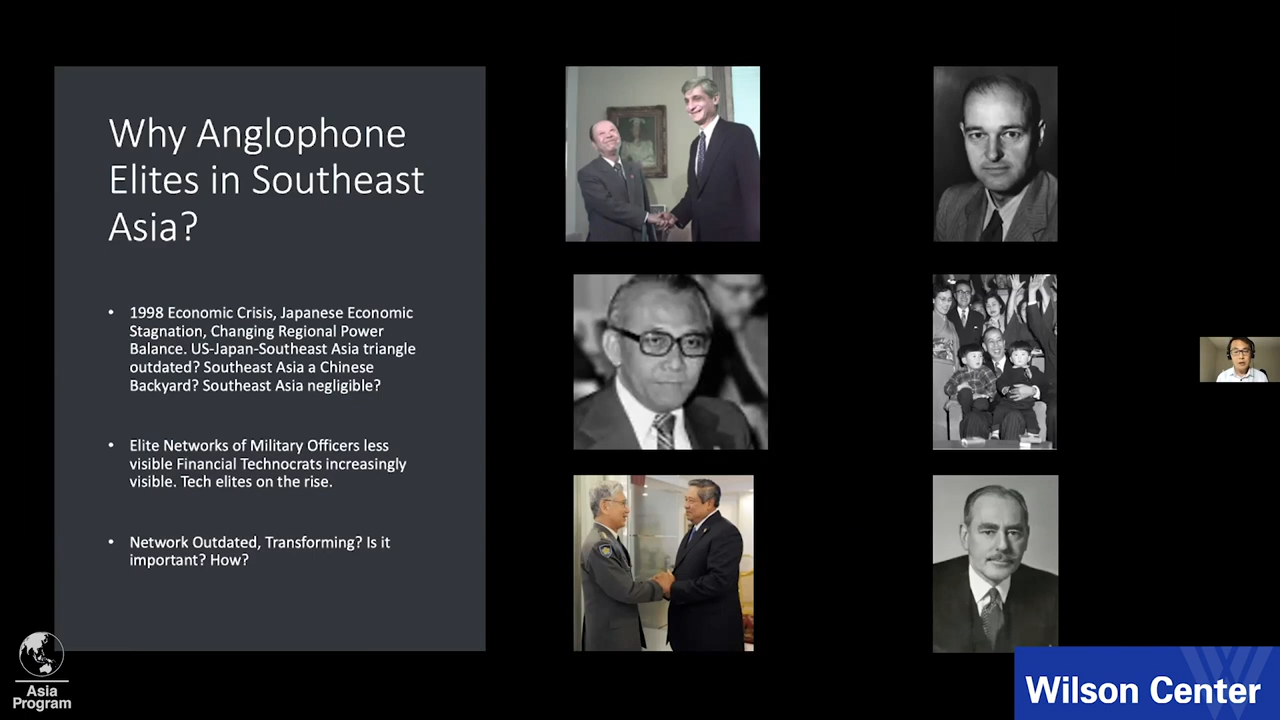 Why Anglophone
Elites in Southeast
Asia?
• 1998 Economic Crisis, Japanese Economic
Stagnation, Changing Regional Power
Balance. US-Japan-Southeast Asia triangle
outdated? Southeast Asia a Chinese
Backyard? Southeast Asia negligible?
• Elite Networks of Military Officers less
visible Financial Technocrats increasingly
visible. Tech elites on the rise.
• Network Outdated, Transforming? Is it
important? How?
Asia
Program
Wilson Center